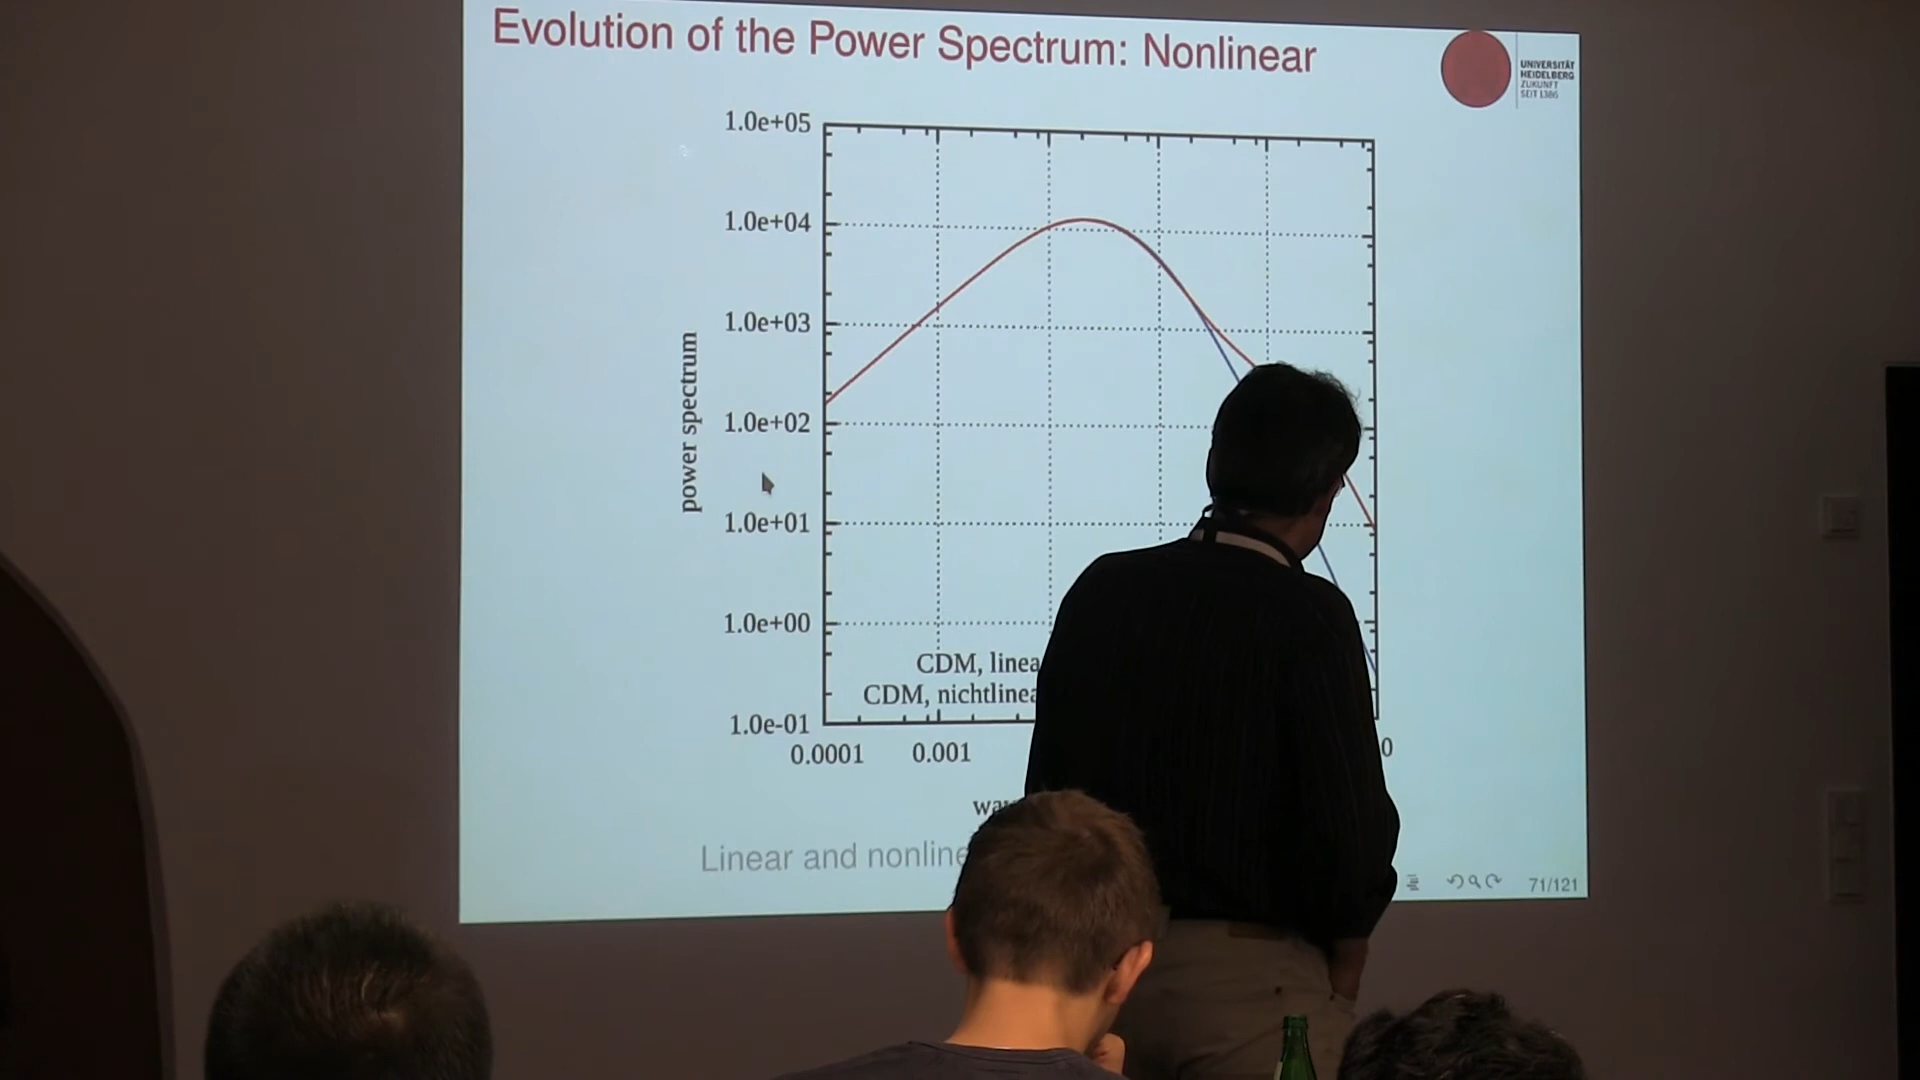 Evolution of the Power Spectrum: Nonlinear
UNIVERSITÄT
HEIDELBERG
ZUKUNFT
SEIT 1386
1.0e+05
1.0e+04
1.0e+03
1.0e+02
1.0e+01
1.0e+00
1.0e-01
power spectrum
CDM, linea
CDM, nichtlinea
0.0001 0.001 0
wa
Linear and nonline
71/121